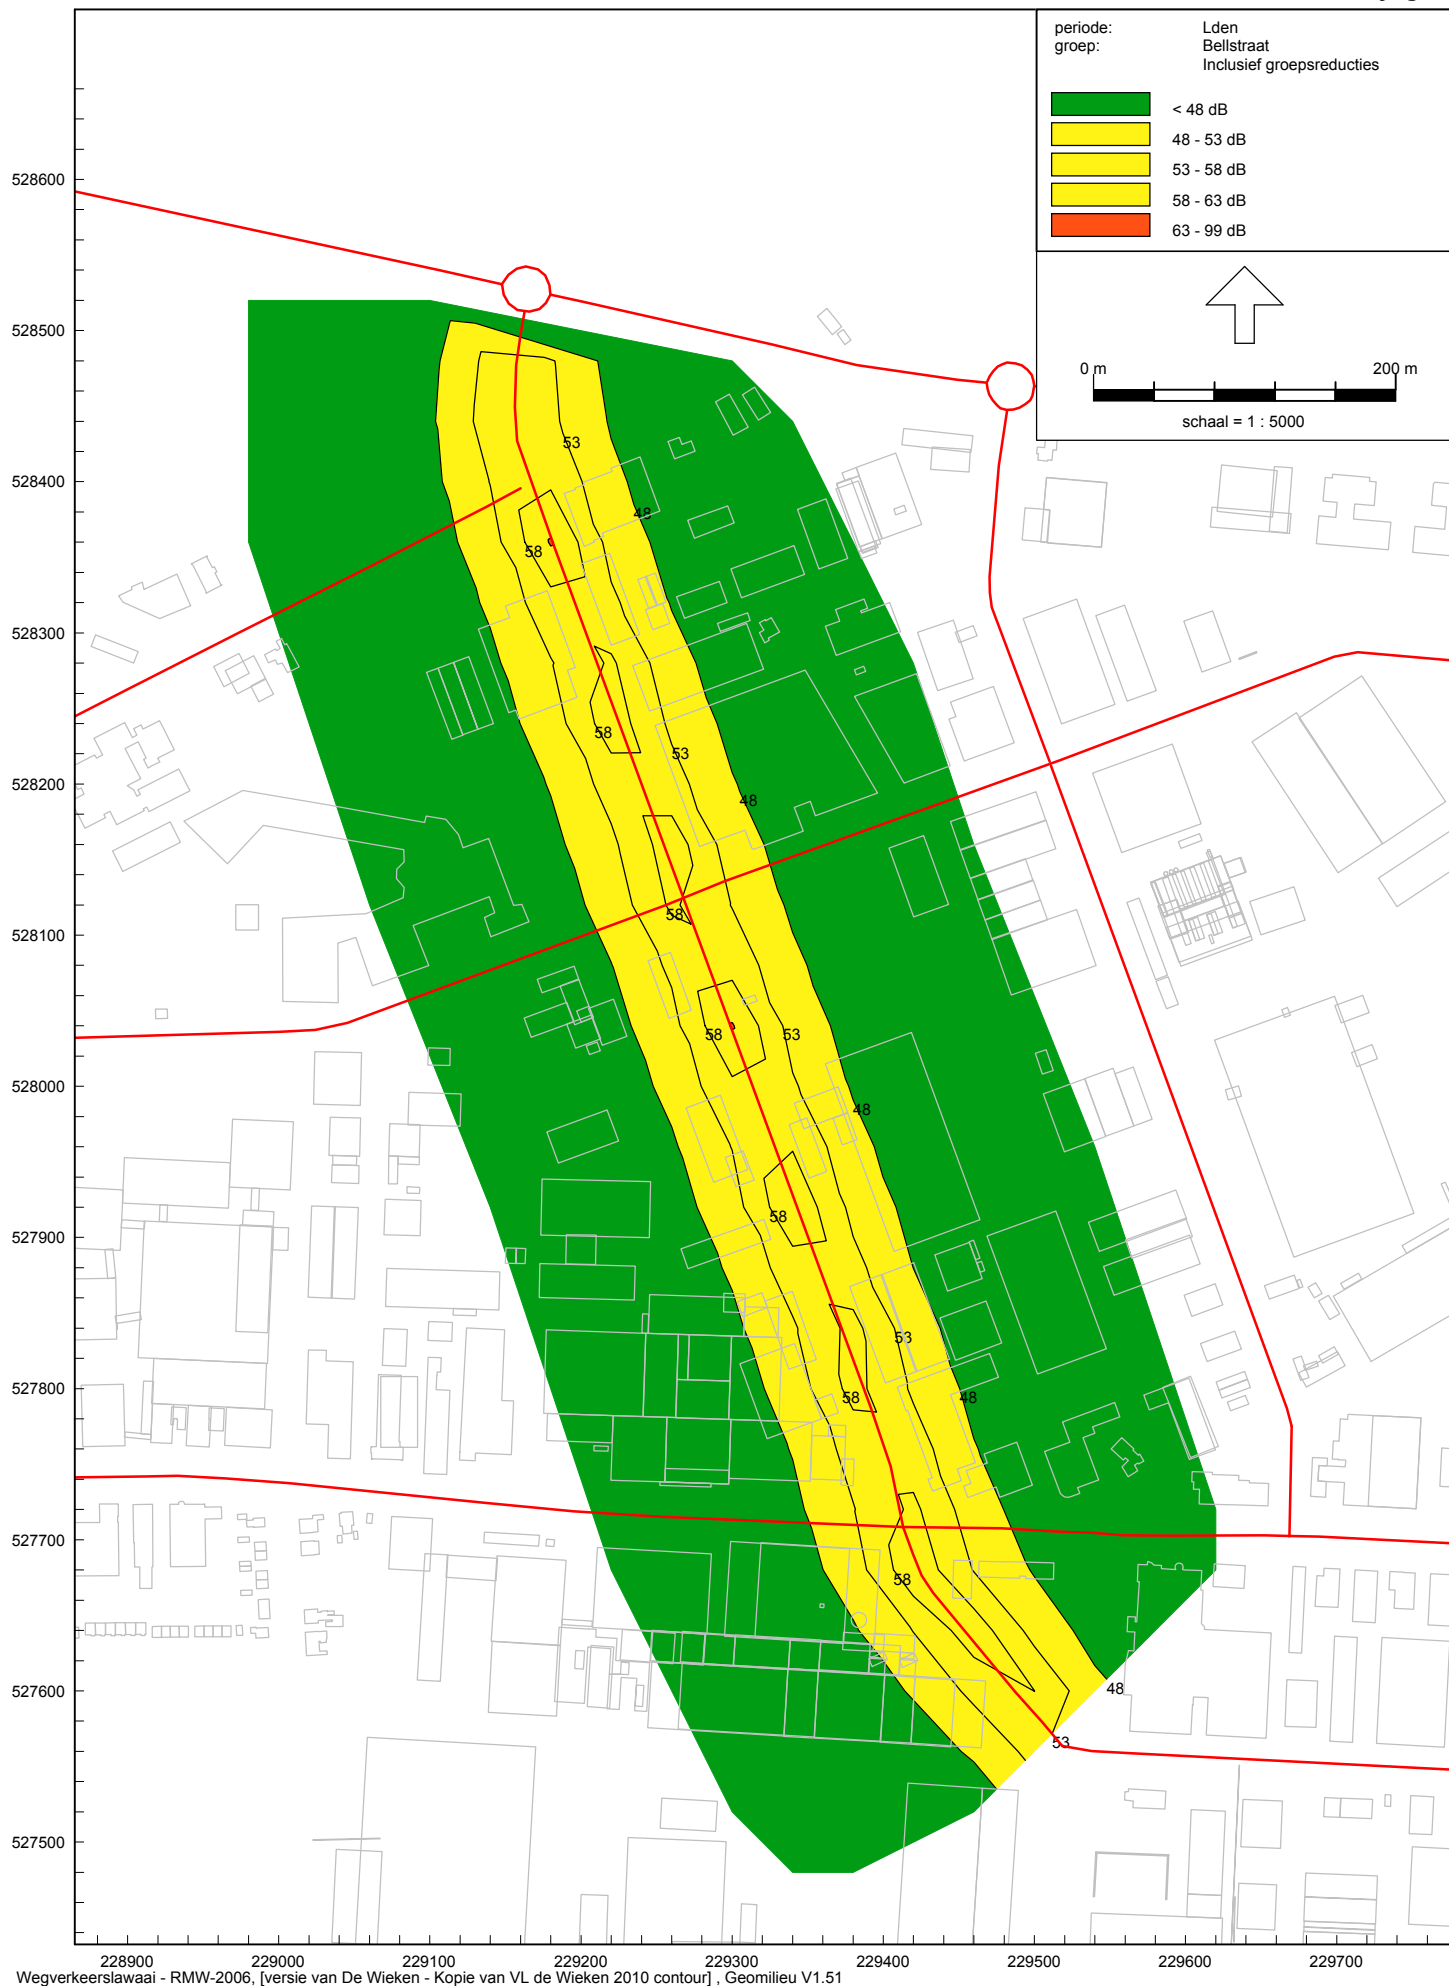 periode: Lden
groep: Bellstraat
Inclusief groepsreducties
< 48 dB
48 - 53 dB
53 - 58 dB
58 - 63 dB
63 - 99 dB
0 m 200 m
schaal = 1 : 5000
528600
528500
53
528400
48
58
528300
58
53
528200
48
58
528100
58
53
528000
48
58
527900
53
58
48
527800
527700
58
527600
48
53
527500
228900 229000 229100 229200 229300 229400 229500 229600 229700
Wegverkeerslawaai - RMW-2006, [versie van De Wieken - Kopie van VL de Wieken 2010 contour] , Geomilieu V1.51